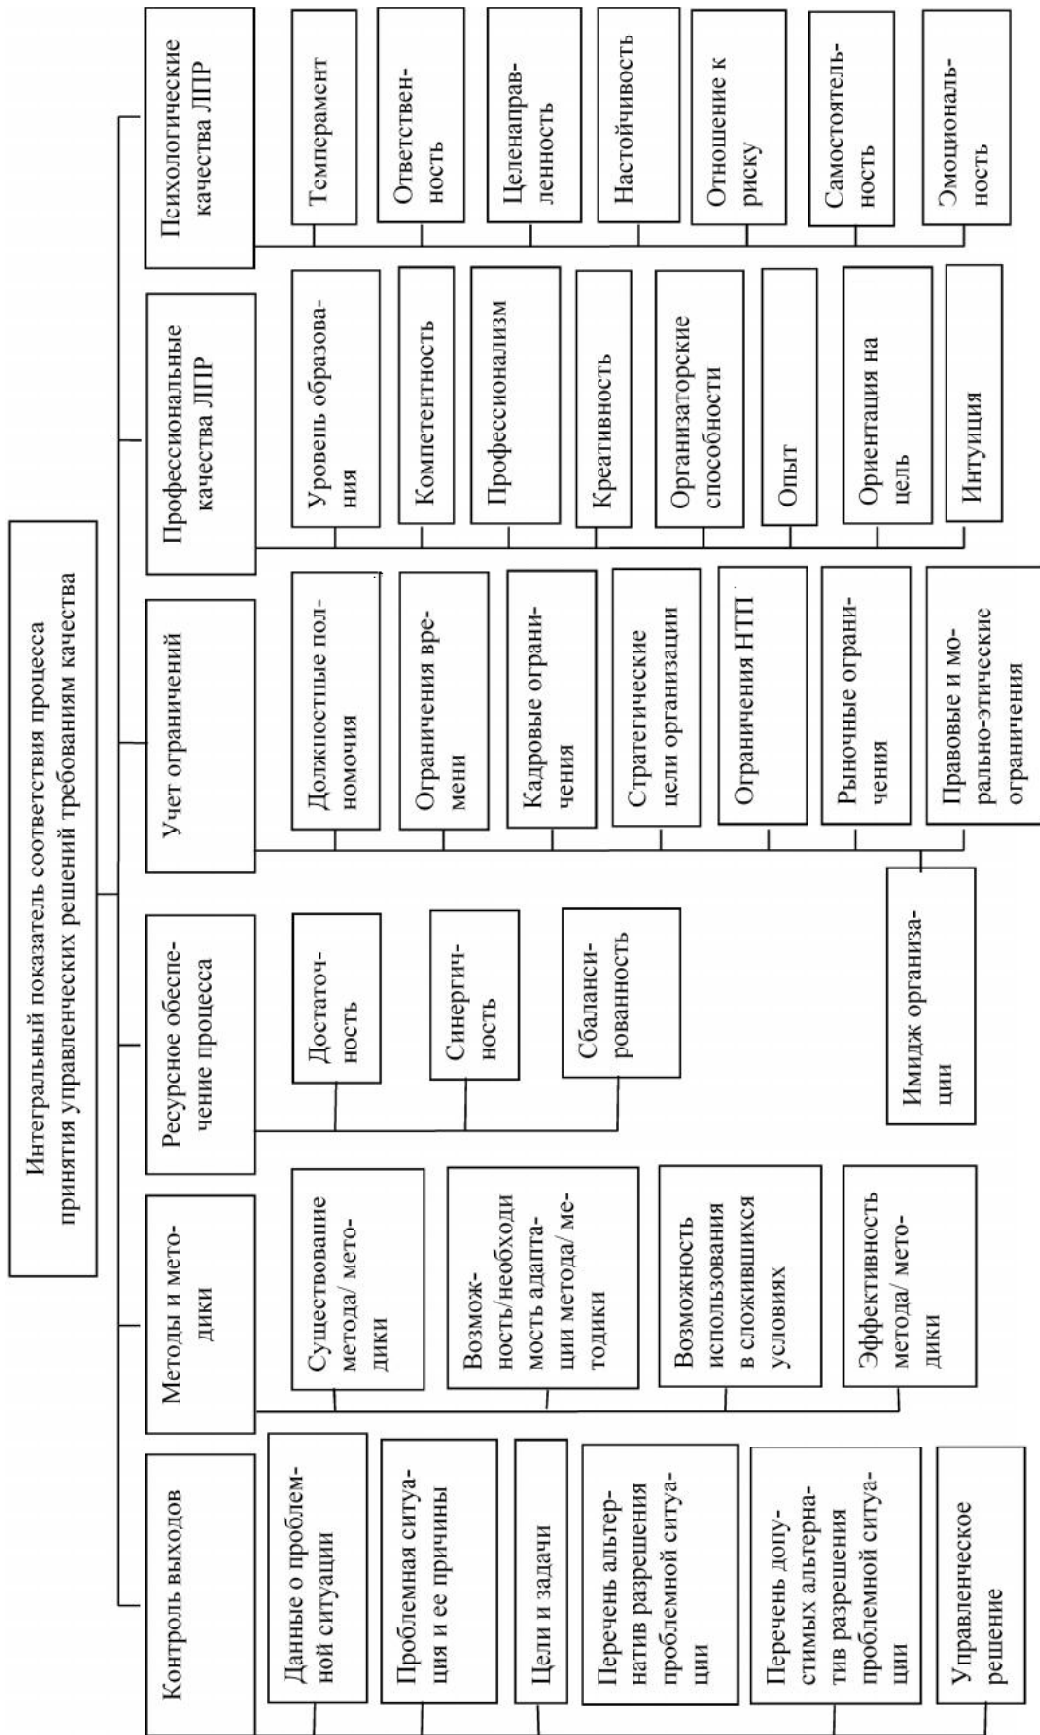 Интегральный показатель соответствия процесса
принятия управленческих решений требованиям качества
Контроль выходов
Данные о проблем-
ной ситуации
Проблемная ситуа-
ция и ее причины
Цели и задачи
Перечень альтер-
натив разрешения
проблемной ситуа-
ции
Перечень допу-
стимых альтерна-
тив разрешения
проблемной ситуа-
ции
Управленческое
решение
Методы и мето-
дики
Существование
метода/ мето-
дики
Возмож-
ность/необходи
мость адапта-
ции метода/ ме-
тодики
Возможность
использования
в сложившихся
условиях
Эффективность
метода/ мето-
дики
Ресурсное обеспе-
чение процесса
Достаточ-
ность
Синергич-
ность
Сбаланси-
рованность
Учет ограничений
Должностные пол-
номочия
Ограничения вре-
мени
Кадровые ограни-
чения
Стратегические
цели организации
Ограничения НТП
Рыночные ограни-
чения
Правовые и мо-
рально-этические
ограничения
Имидж организа-
ции
Профессиональные
качества ЛПР
Уровень образова-
ния
Компетентность
Профессионализм
Креативность
Организаторские
способности
Опыт
Ориентация на
цель
Интуиция
Психологические
качества ЛПР
Темперамент
Ответствен-
ность
Целенаправ-
ленность
Настойчивость
Отношение к
риску
Самостоятель-
ность
Эмоциональ-
ность